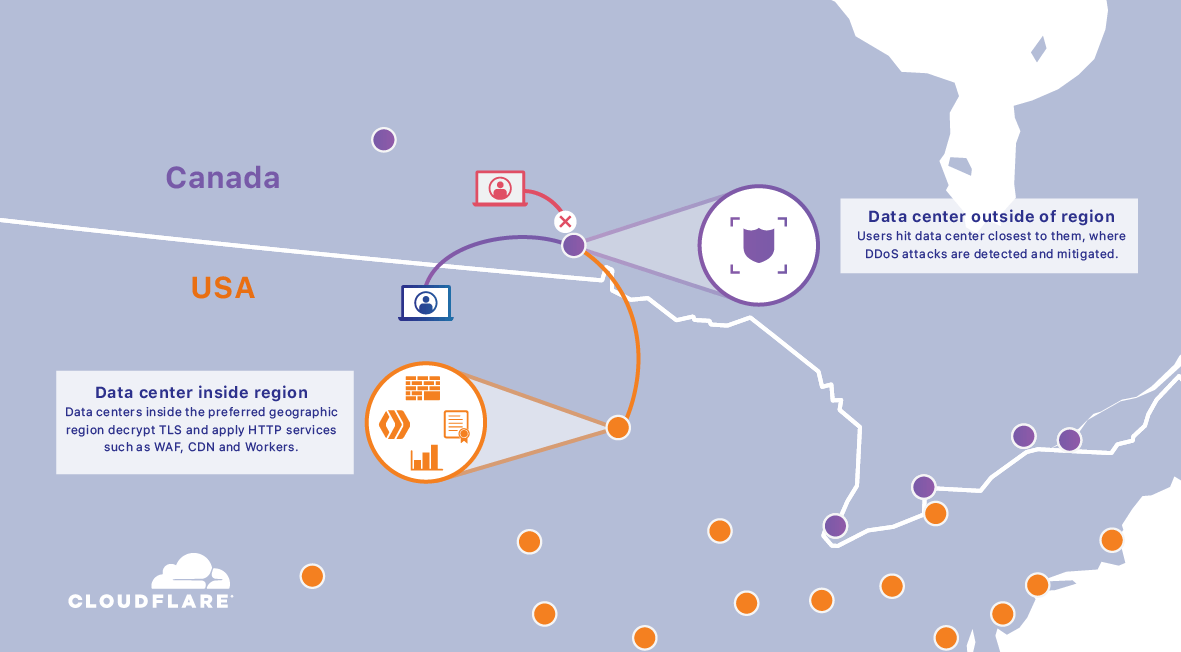 Canada
Data center outside of region
Users hit data center closest to them, where
DDoS attacks are detected and mitigated.
USA
Data center inside region
Data centers inside the preferred geographic
region decrypt TLS and apply HTTP services
such as WAF, CDN and Workers.
CLOUDFLARE